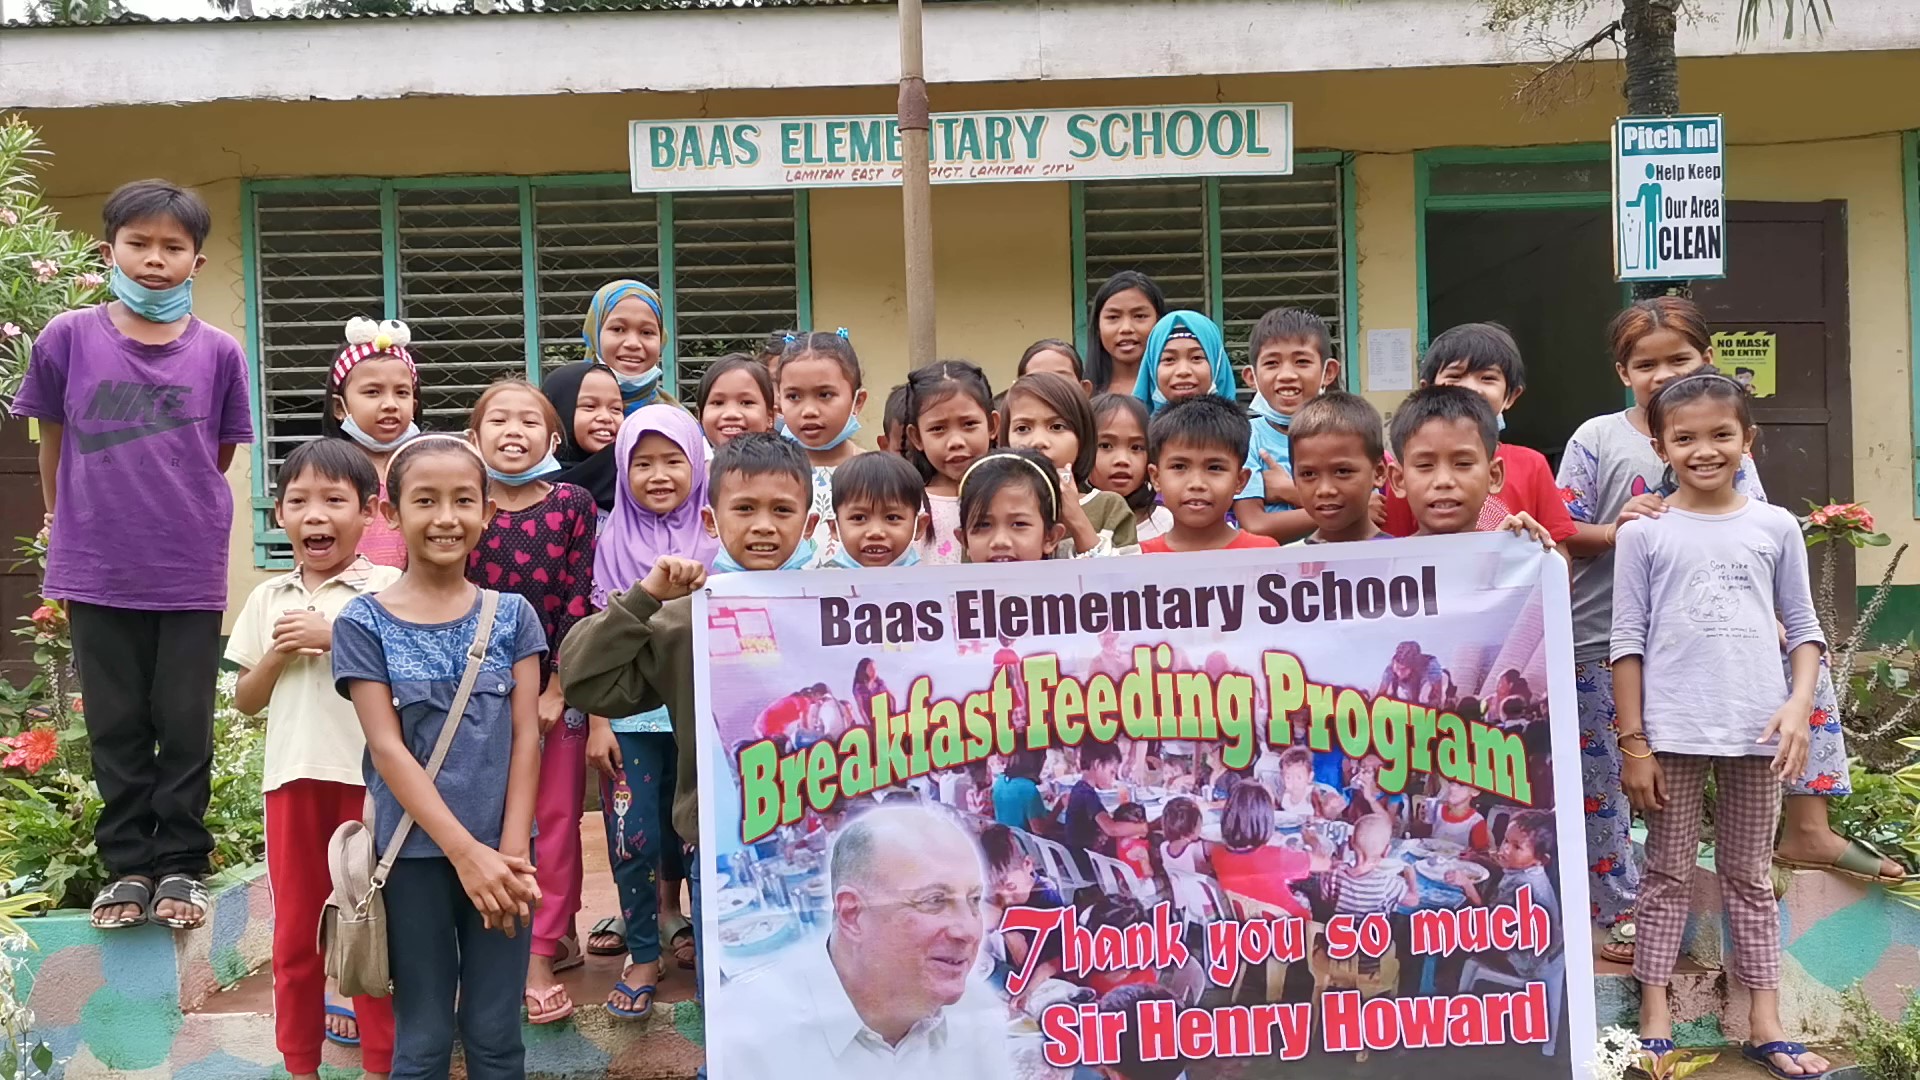 BAAS ELEMENTARY SCHOOL
LAMITAN EAST DISTRICT, LAMITAN CITY
Pitch In!
Help Keep
Our Area
CLEAN
NO MASK
NO ENTRY
NIKE
AIR
Baas Elementary School
Breakfast Feeding Program
Thank you so much
Sir Henry Howard